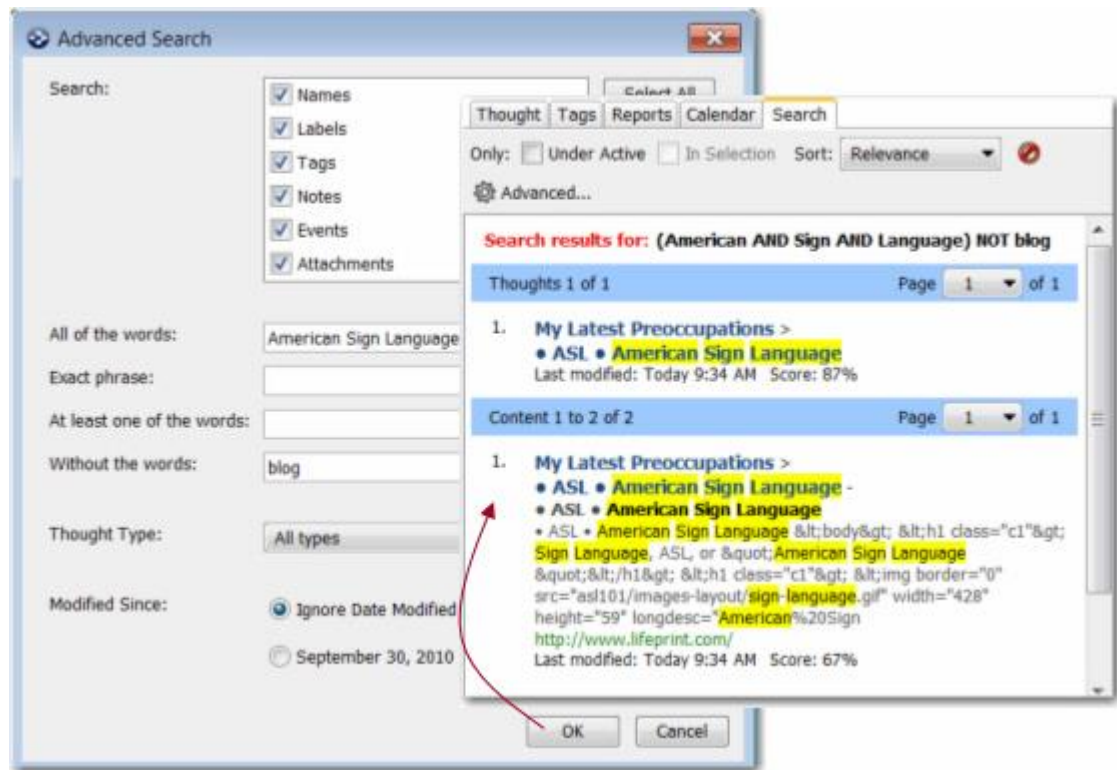 Advanced Search
Search:
Names
Labels
Tags
Notes
Events
Attachments
Select All
All of the words:
American Sign Language
Exact phrase:
At least one of the words:
Without the words:
blog
Thought Type:
All types
Modified Since:
Ignore Date Modified
September 30, 2010
OK
Cancel
Thought Tags Reports Calendar Search
Only: Under Active In Selection Sort: Relevance
Advanced...
Search results for: (American AND Sign AND Language) NOT blog
Thoughts 1 of 1 Page 1 of 1
1. My Latest Preoccupations >
• ASL • American Sign Language
Last modified: Today 9:34 AM Score: 87%
Content 1 to 2 of 2 Page 1 of 1
1. My Latest Preoccupations >
• ASL • American Sign Language -
• ASL • American Sign Language
• ASL • American Sign Language &lt;body&gt; &lt;h1 class="c1"&gt;
Sign Language, ASL, or &quot;American Sign Language
&quot;&lt;/h1&gt; &lt;h1 class="c1"&gt; &lt;img border="0"
src="asl101/images-layout/sign-language.gif" width="428"
height="59" longdesc="American%20Sign
http://www.lifeprint.com/
Last modified: Today 9:34 AM Score: 67%